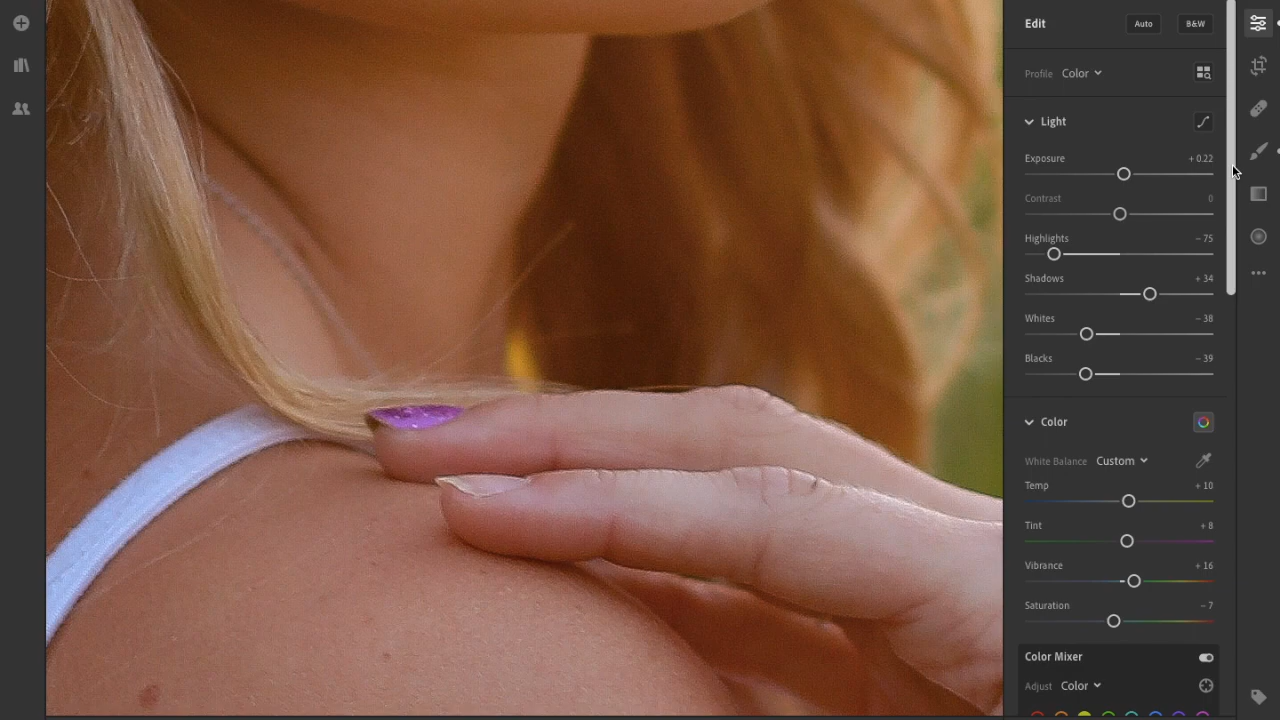 Edit
Auto
B&W
Profile Color
Light
Exposure + 0.22
Contrast 0
Highlights – 75
Shadows + 34
Whites – 38
Blacks – 39
Color
White Balance Custom
Temp + 10
Tint + 8
Vibrance + 16
Saturation – 7
Color Mixer
Adjust Color